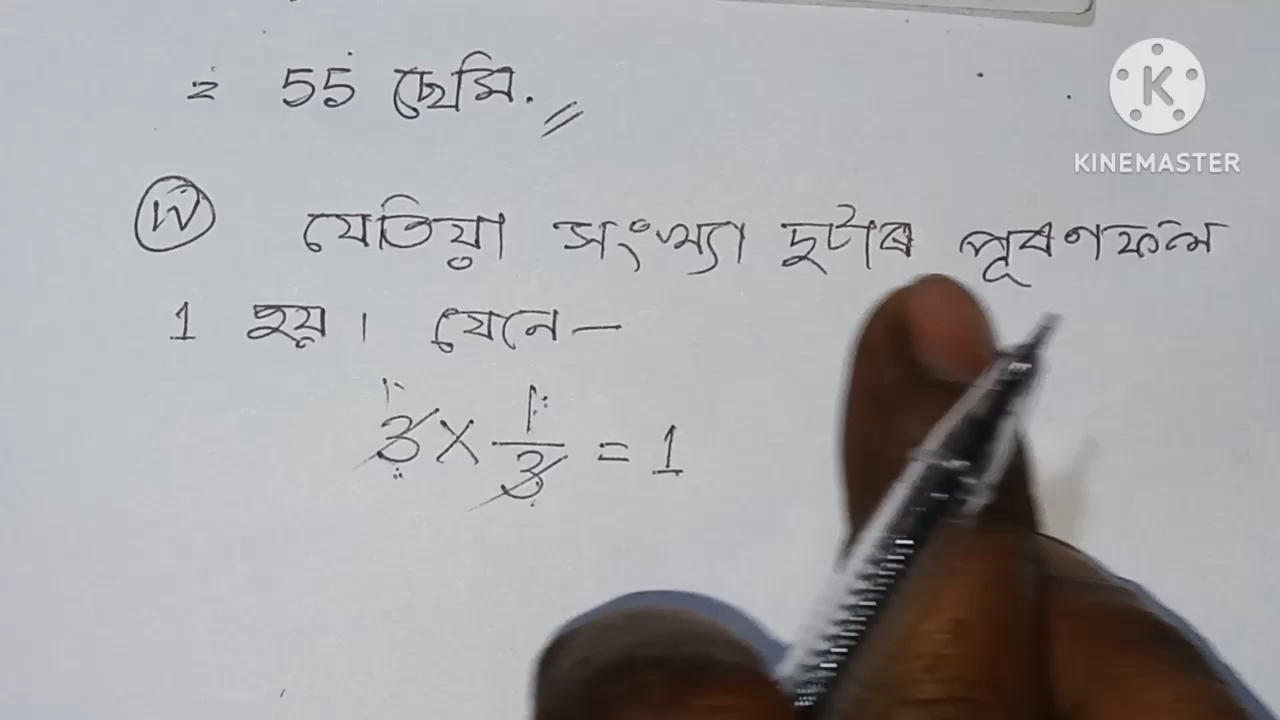 K
KINEMASTER
= 55 ছেমি. //
(iv) যেতিয়া সংখ্যা দুটাৰ পূৰণফল
1 হয়। যেনে—
3 × 1/3 = 1